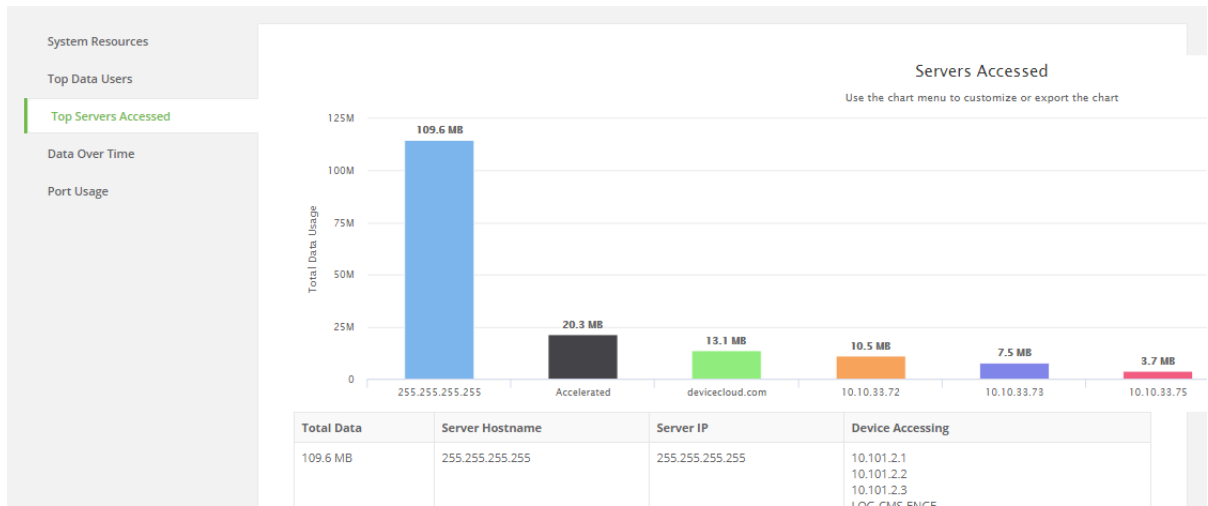 System Resources
Top Data Users
Top Servers Accessed
Data Over Time
Port Usage
Servers Accessed
Use the chart menu to customize or export the chart
Total Data Usage
125M
100M
75M
50M
25M
0
109.6 MB
20.3 MB
13.1 MB
10.5 MB
7.5 MB
3.7 MB
255.255.255.255
Accelerated
devicecloud.com
10.10.33.72
10.10.33.73
10.10.33.75
Total Data Server Hostname Server IP Device Accessing
109.6 MB 255.255.255.255 255.255.255.255 10.101.2.1
10.101.2.2
10.101.2.3